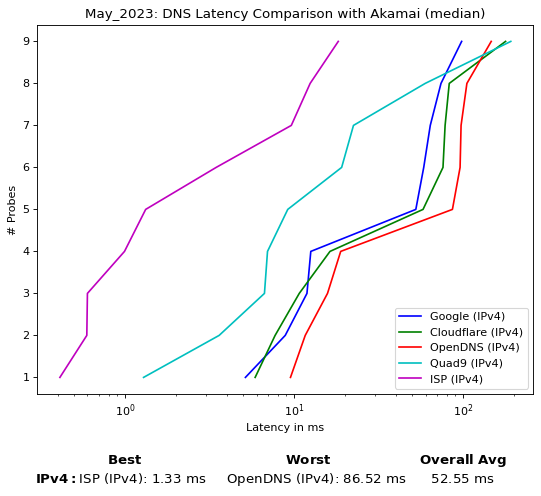 May_2023: DNS Latency Comparison with Akamai (median)
9
8
7
6
5
4
3
2
1
# Probes
Google (IPv4)
Cloudflare (IPv4)
OpenDNS (IPv4)
Quad9 (IPv4)
ISP (IPv4)
10⁰ 10¹ 10²
Latency in ms
Best Worst Overall Avg
IPv4: ISP (IPv4): 1.33 ms OpenDNS (IPv4): 86.52 ms 52.55 ms